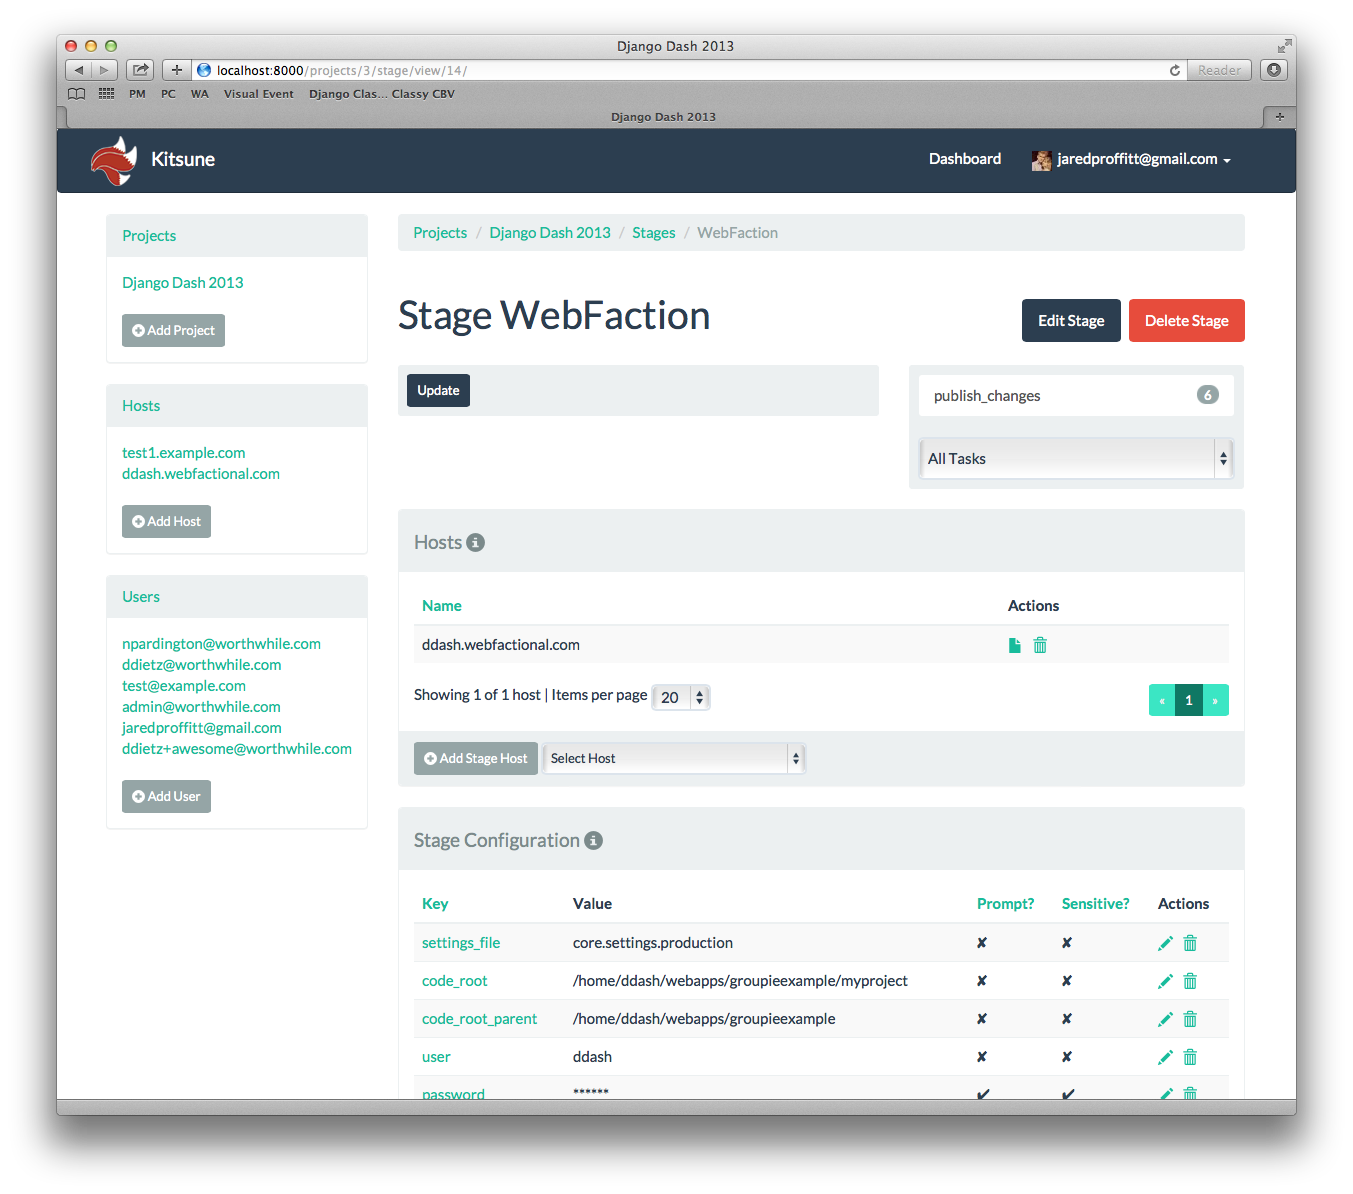 Django Dash 2013
localhost:8000/projects/3/stage/view/14/
Reader
PM PC WA Visual Event Django Clas... Classy CBV
Django Dash 2013
Kitsune
Dashboard
jaredproffitt@gmail.com
Projects
Django Dash 2013
Add Project
Hosts
test1.example.com
ddash.webfactional.com
Add Host
Users
npardington@worthwhile.com
ddietz@worthwhile.com
test@example.com
admin@worthwhile.com
jaredproffitt@gmail.com
ddietz+awesome@worthwhile.com
Add User
Projects / Django Dash 2013 / Stages / WebFaction
Stage WebFaction
Edit Stage
Delete Stage
Update
publish_changes 6
All Tasks
Hosts
Name Actions
ddash.webfactional.com
Showing 1 of 1 host | Items per page 20
« 1 »
Add Stage Host
Select Host
Stage Configuration
Key Value Prompt? Sensitive? Actions
settings_file core.settings.production ✘ ✘
code_root /home/ddash/webapps/groupieexample/myproject ✘ ✘
code_root_parent /home/ddash/webapps/groupieexample ✘ ✘
user ddash ✘ ✘
password ****** ✔ ✔